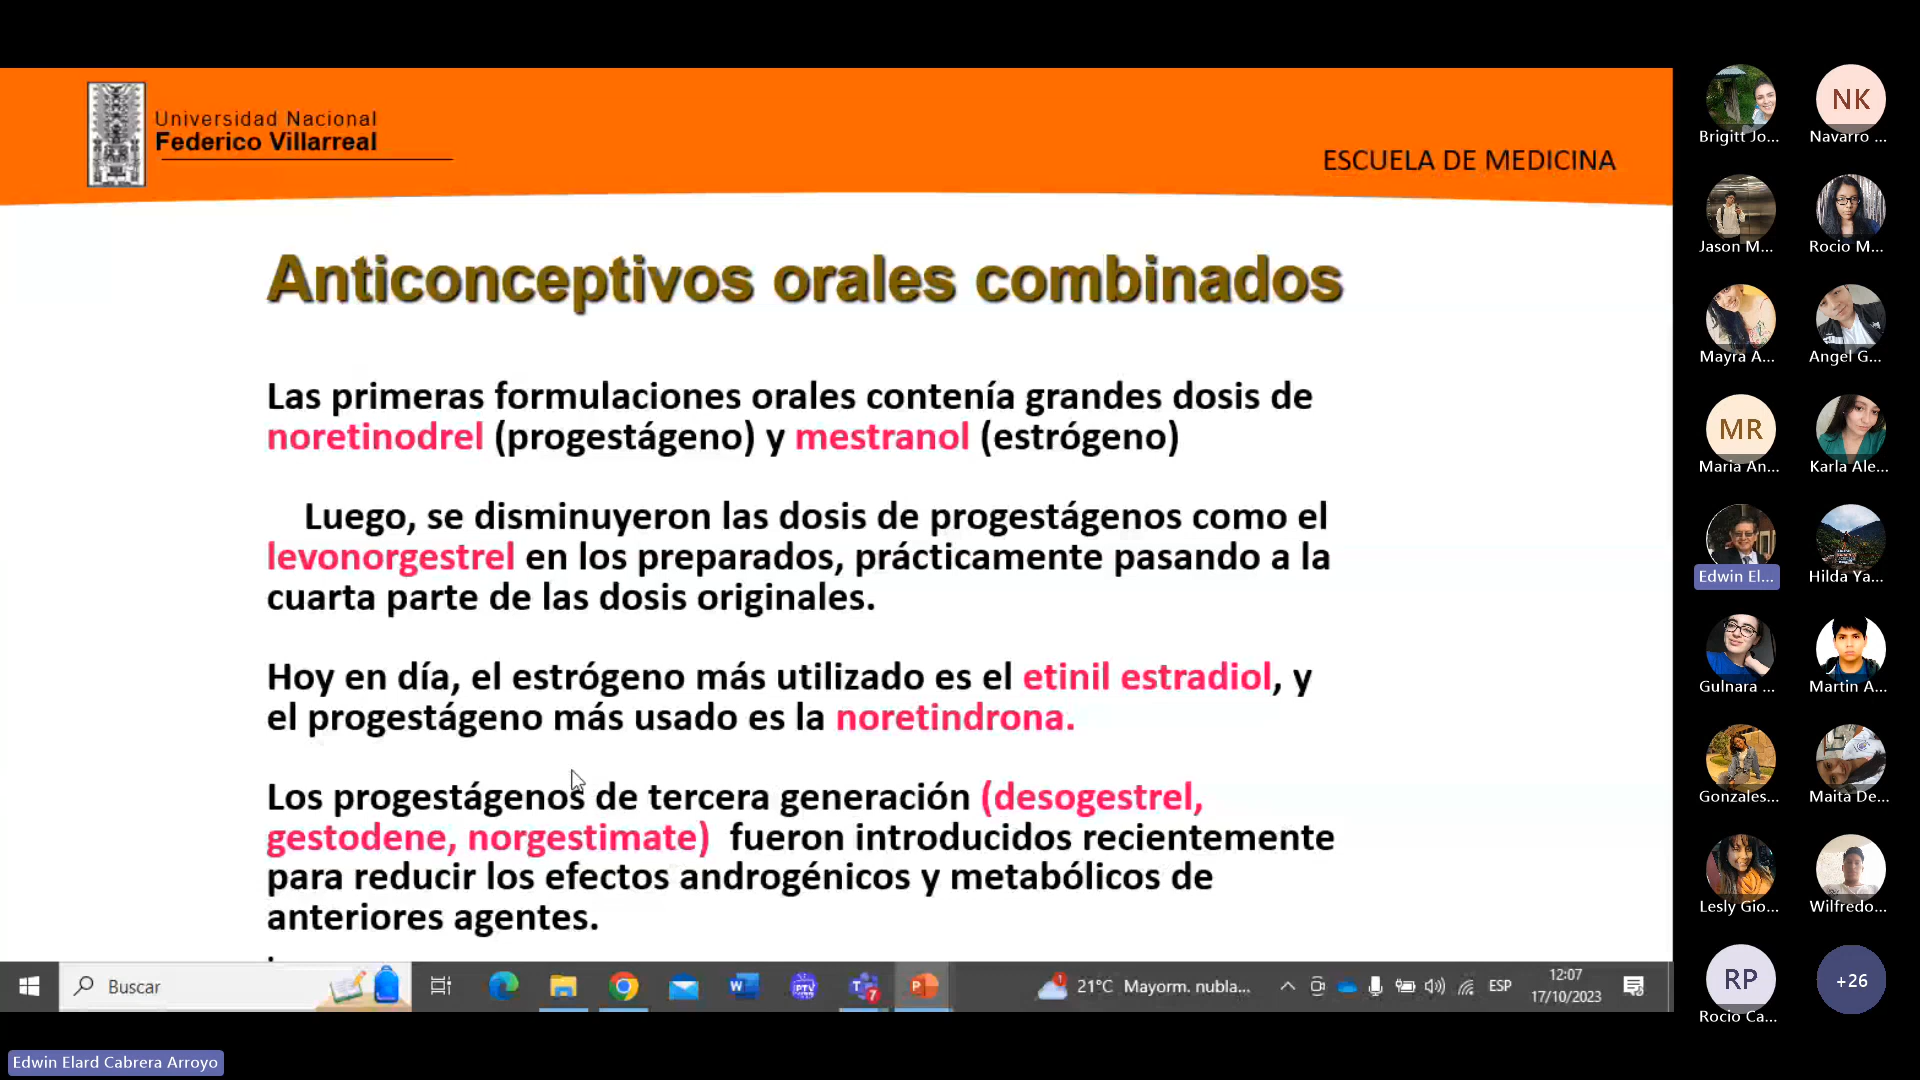 Universidad Nacional
Federico Villarreal
ESCUELA DE MEDICINA
Anticonceptivos orales combinados
Las primeras formulaciones orales contenía grandes dosis de
noretinodrel (progestágeno) y mestranol (estrógeno)
Luego, se disminuyeron las dosis de progestágenos como el
levonorgestrel en los preparados, prácticamente pasando a la
cuarta parte de las dosis originales.
Hoy en día, el estrógeno más utilizado es el etinil estradiol, y
el progestágeno más usado es la noretindrona.
Los progestágenos de tercera generación (desogestrel,
gestodene, norgestimate) fueron introducidos recientemente
para reducir los efectos androgénicos y metabólicos de
anteriores agentes.
.
Buscar
W
IPTV
T
7
P
1
21°C Mayorm. nubla...
ESP
12:07
17/10/2023
Edwin Elard Cabrera Arroyo
Brigitt Jo...
NK
Navarro ...
Jason M...
Rocio M...
Mayra A...
Angel G...
MR
Maria An...
Karla Ale...
Edwin El...
Hilda Ya...
Gulnara ...
Martin A...
Gonzales...
Maita De...
Lesly Gio...
Wilfredo...
RP
Rocio Ca...
+26